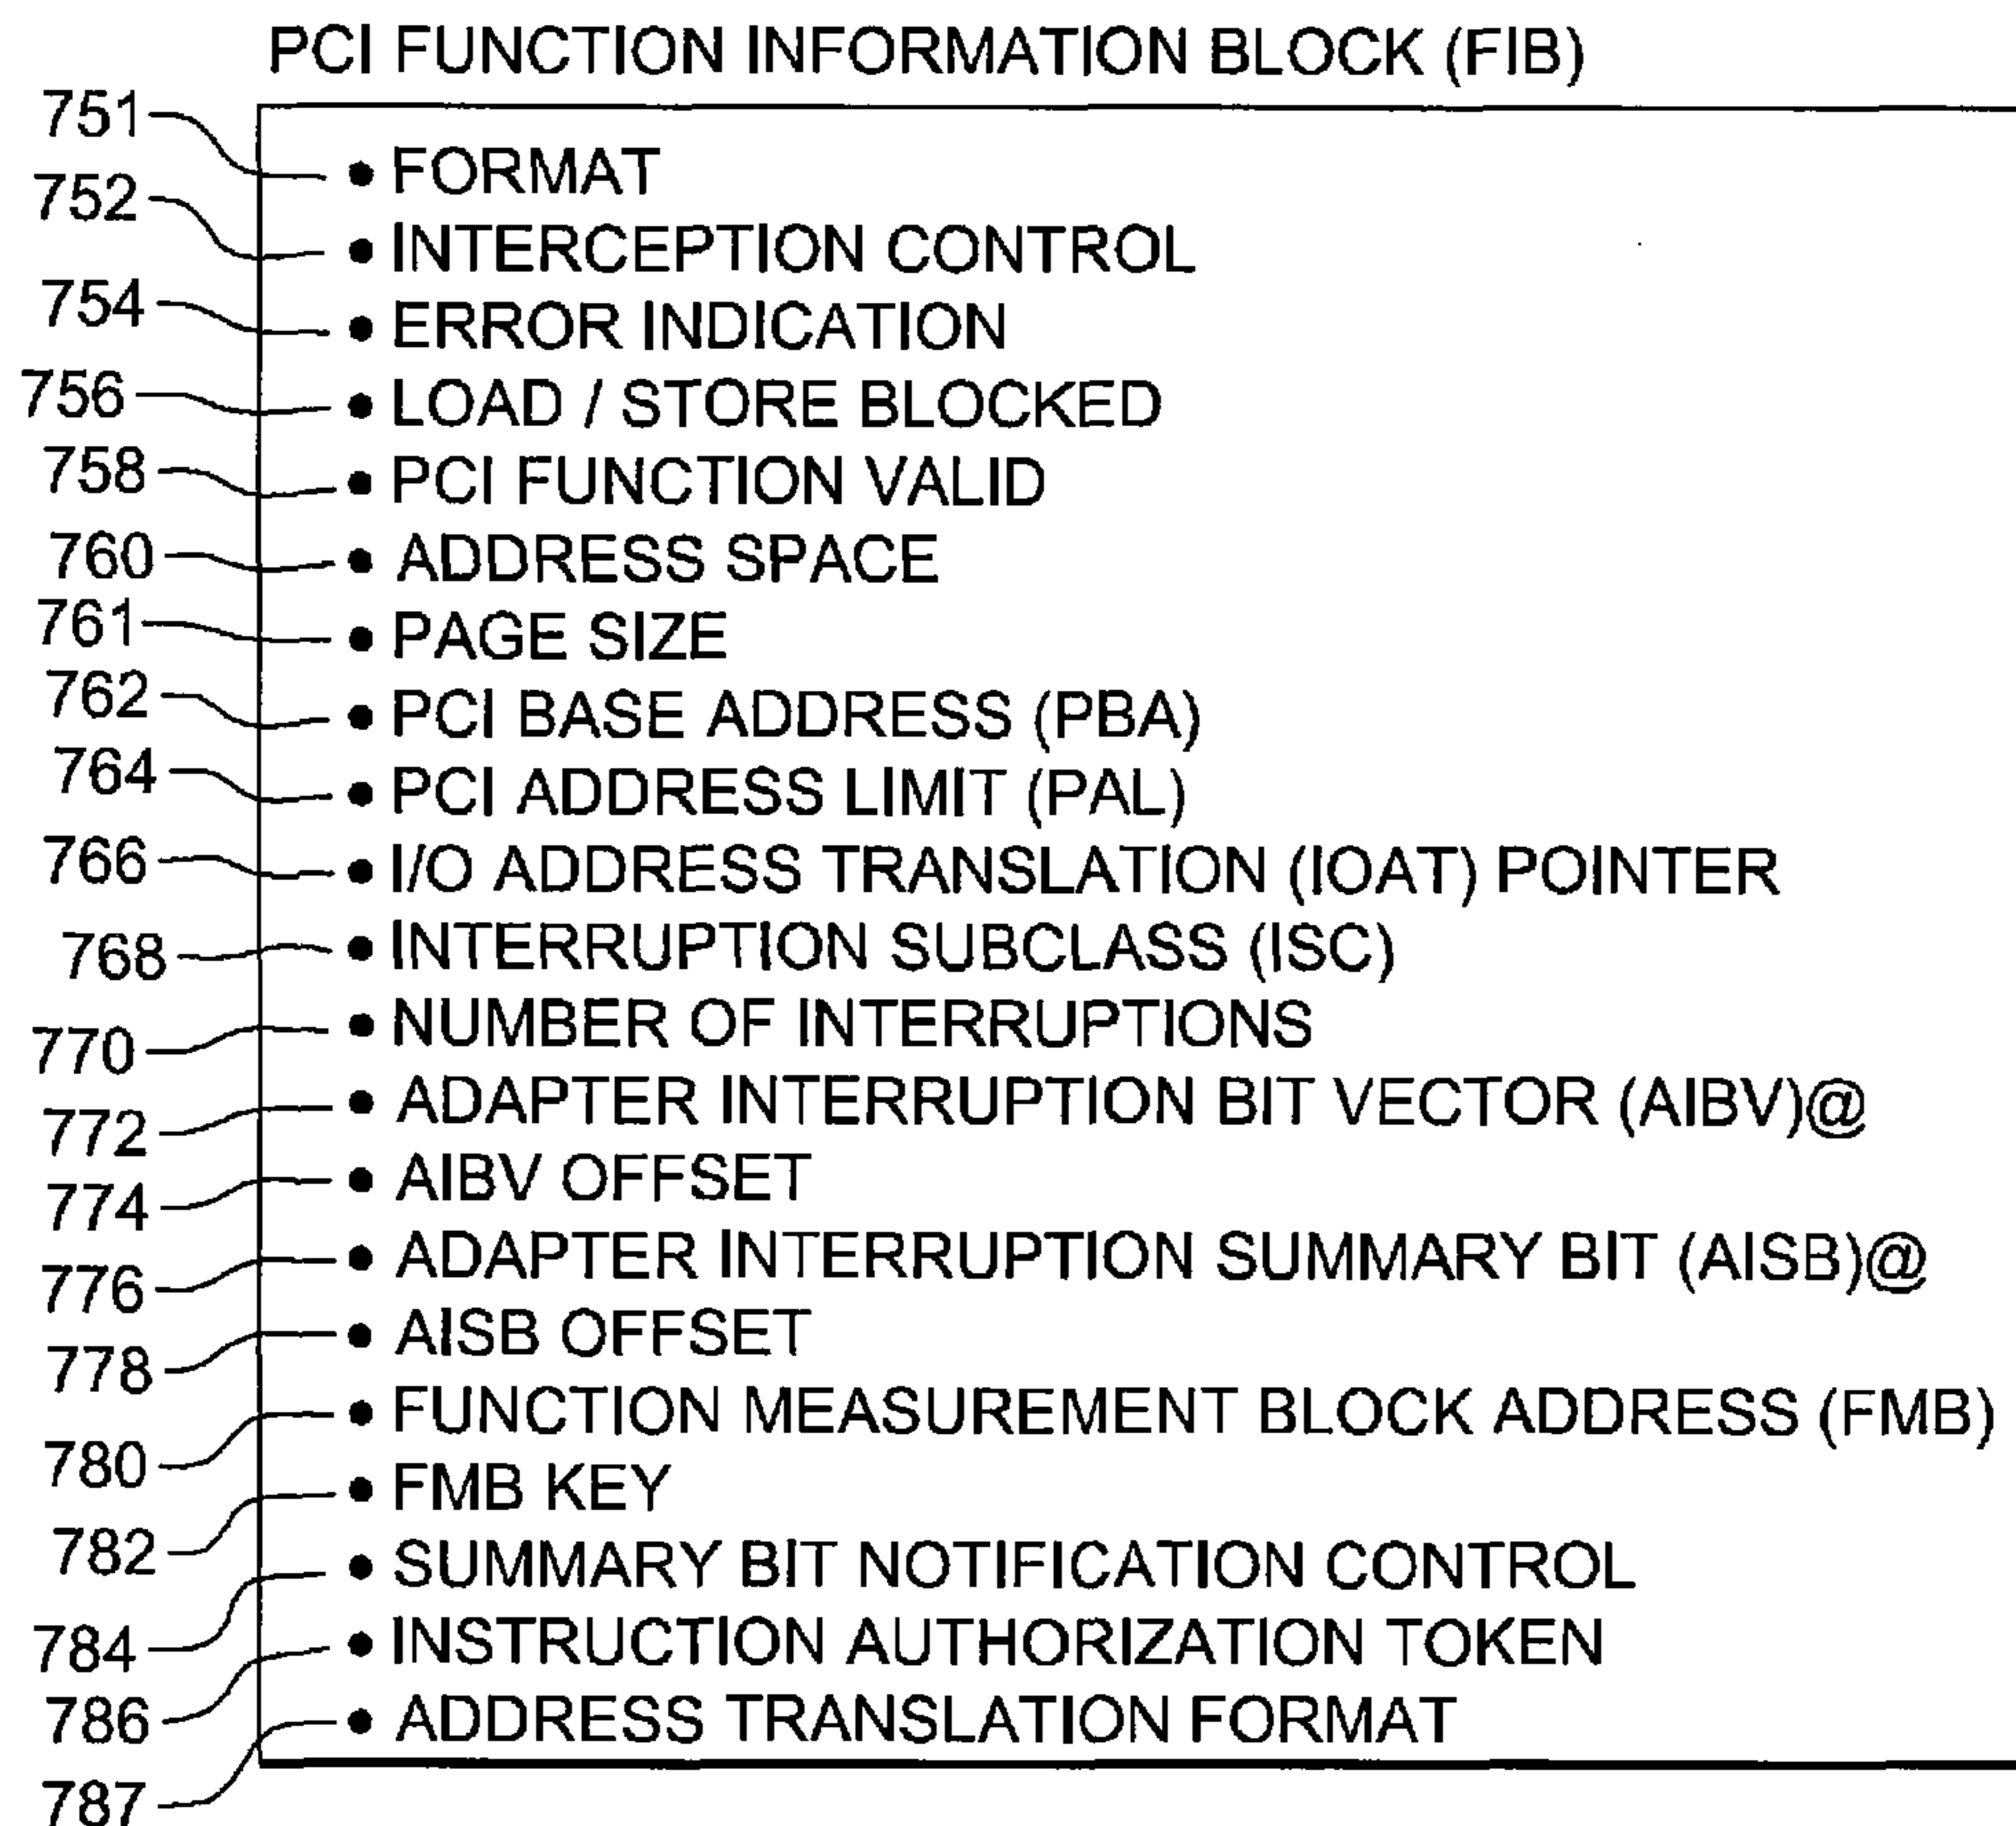 PCI FUNCTION INFORMATION BLOCK (FIB)
751 • FORMAT
752 • INTERCEPTION CONTROL
754 • ERROR INDICATION
756 • LOAD / STORE BLOCKED
758 • PCI FUNCTION VALID
760 • ADDRESS SPACE
761 • PAGE SIZE
762 • PCI BASE ADDRESS (PBA)
764 • PCI ADDRESS LIMIT (PAL)
766 • I/O ADDRESS TRANSLATION (IOAT) POINTER
768 • INTERRUPTION SUBCLASS (ISC)
770 • NUMBER OF INTERRUPTIONS
772 • ADAPTER INTERRUPTION BIT VECTOR (AIBV)@
774 • AIBV OFFSET
776 • ADAPTER INTERRUPTION SUMMARY BIT (AISB)@
778 • AISB OFFSET
780 • FUNCTION MEASUREMENT BLOCK ADDRESS (FMB)
782 • FMB KEY
784 • SUMMARY BIT NOTIFICATION CONTROL
786 • INSTRUCTION AUTHORIZATION TOKEN
787 • ADDRESS TRANSLATION FORMAT